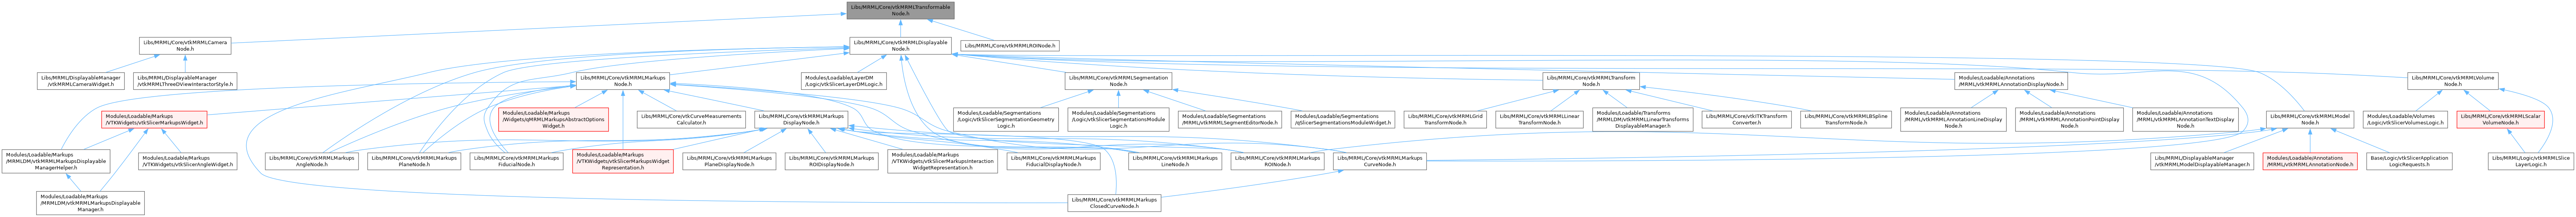 Libs/MRML/Core/vtkMRMLTransformable
Node.h
Libs/MRML/Core/vtkMRMLCamera
Node.h
Libs/MRML/Core/vtkMRMLDisplayable
Node.h
Libs/MRML/Core/vtkMRMLROINode.h
Libs/MRML/DisplayableManager
/vtkMRMLCameraWidget.h
Libs/MRML/DisplayableManager
/vtkMRMLThreeDViewInteractorStyle.h
Libs/MRML/Core/vtkMRMLMarkups
Node.h
Modules/Loadable/LayerDM
/Logic/vtkSlicerLayerDMLogic.h
Libs/MRML/Core/vtkMRMLSegmentation
Node.h
Libs/MRML/Core/vtkMRMLTransform
Node.h
Modules/Loadable/Annotations
/MRML/vtkMRMLAnnotationDisplayNode.h
Libs/MRML/Core/vtkMRMLVolume
Node.h
Modules/Loadable/Markups
/VTKWidgets/vtkSlicerMarkupsWidget.h
Modules/Loadable/Markups
/Widgets/qMRMLMarkupsAbstractOptions
Widget.h
Libs/MRML/Core/vtkCurveMeasurements
Calculator.h
Libs/MRML/Core/vtkMRMLMarkups
DisplayNode.h
Modules/Loadable/Segmentations
/Logic/vtkSlicerSegmentationGeometry
Logic.h
Modules/Loadable/Segmentations
/Logic/vtkSlicerSegmentationsModule
Logic.h
Modules/Loadable/Segmentations
/MRML/vtkMRMLSegmentEditorNode.h
Modules/Loadable/Segmentations
/qSlicerSegmentationsModuleWidget.h
Libs/MRML/Core/vtkMRMLGrid
TransformNode.h
Libs/MRML/Core/vtkMRMLLinear
TransformNode.h
Modules/Loadable/Transforms
/MRMLDM/vtkMRMLLinearTransforms
DisplayableManager.h
Libs/MRML/Core/vtkITKTransform
Converter.h
Libs/MRML/Core/vtkMRMLBSpline
TransformNode.h
Modules/Loadable/Annotations
/MRML/vtkMRMLAnnotationLineDisplay
Node.h
Modules/Loadable/Annotations
/MRML/vtkMRMLAnnotationPointDisplay
Node.h
Modules/Loadable/Annotations
/MRML/vtkMRMLAnnotationTextDisplay
Node.h
Libs/MRML/Core/vtkMRMLModel
Node.h
Modules/Loadable/Volumes
/Logic/vtkSlicerVolumesLogic.h
Libs/MRML/Core/vtkMRMLScalar
VolumeNode.h
Modules/Loadable/Markups
/MRMLDM/vtkMRMLMarkupsDisplayable
ManagerHelper.h
Modules/Loadable/Markups
/VTKWidgets/vtkSlicerAngleWidget.h
Libs/MRML/Core/vtkMRMLMarkups
AngleNode.h
Libs/MRML/Core/vtkMRMLMarkups
PlaneNode.h
Libs/MRML/Core/vtkMRMLMarkups
FiducialNode.h
Modules/Loadable/Markups
/VTKWidgets/vtkSlicerMarkupsWidget
Representation.h
Libs/MRML/Core/vtkMRMLMarkups
PlaneDisplayNode.h
Libs/MRML/Core/vtkMRMLMarkups
ROIDisplayNode.h
Modules/Loadable/Markups
/VTKWidgets/vtkSlicerMarkupsInteraction
WidgetRepresentation.h
Libs/MRML/Core/vtkMRMLMarkups
FiducialDisplayNode.h
Libs/MRML/Core/vtkMRMLMarkups
LineNode.h
Libs/MRML/Core/vtkMRMLMarkups
ROINode.h
Libs/MRML/Core/vtkMRMLMarkups
CurveNode.h
Libs/MRML/DisplayableManager
/vtkMRMLModelDisplayableManager.h
Modules/Loadable/Annotations
/MRML/vtkMRMLAnnotationNode.h
Base/Logic/vtkSlicerApplication
LogicRequests.h
Libs/MRML/Logic/vtkMRMLSlice
LayerLogic.h
Modules/Loadable/Markups
/MRMLDM/vtkMRMLMarkupsDisplayable
Manager.h
Libs/MRML/Core/vtkMRMLMarkups
ClosedCurveNode.h